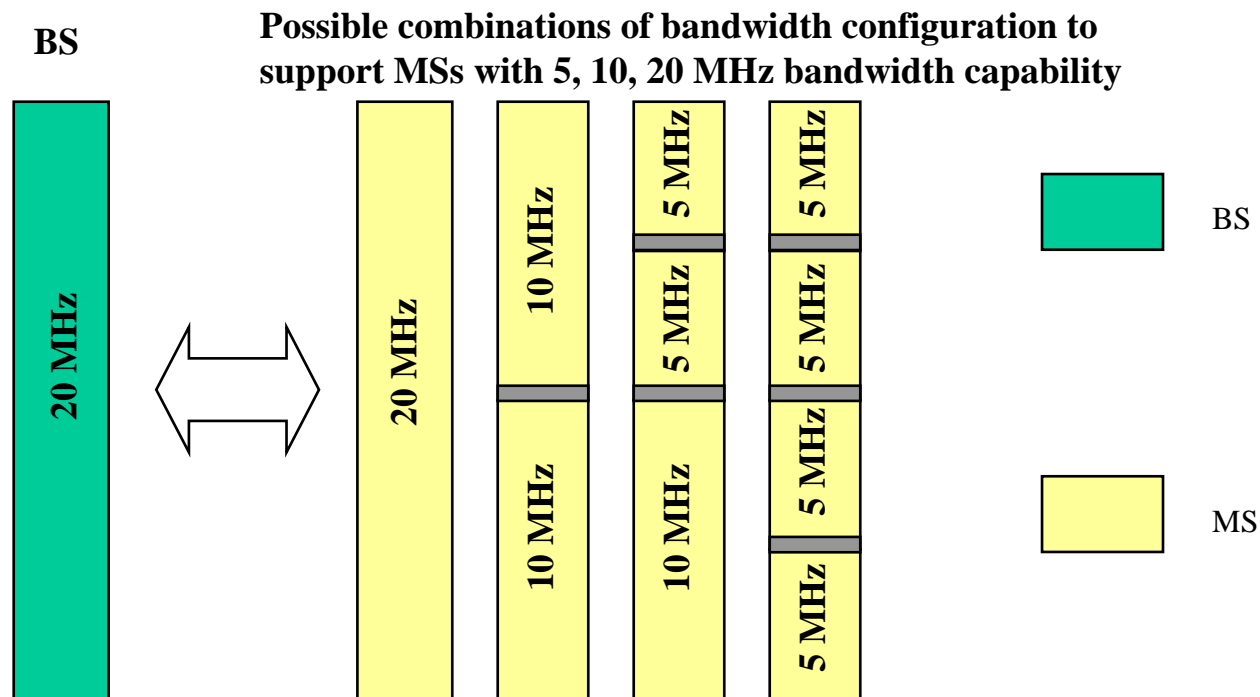 BS
Possible combinations of bandwidth configuration to
support MSs with 5, 10, 20 MHz bandwidth capability
20 MHz
20 MHz
10 MHz
10 MHz
5 MHz
5 MHz
10 MHz
5 MHz
5 MHz
5 MHz
5 MHz
BS
MS